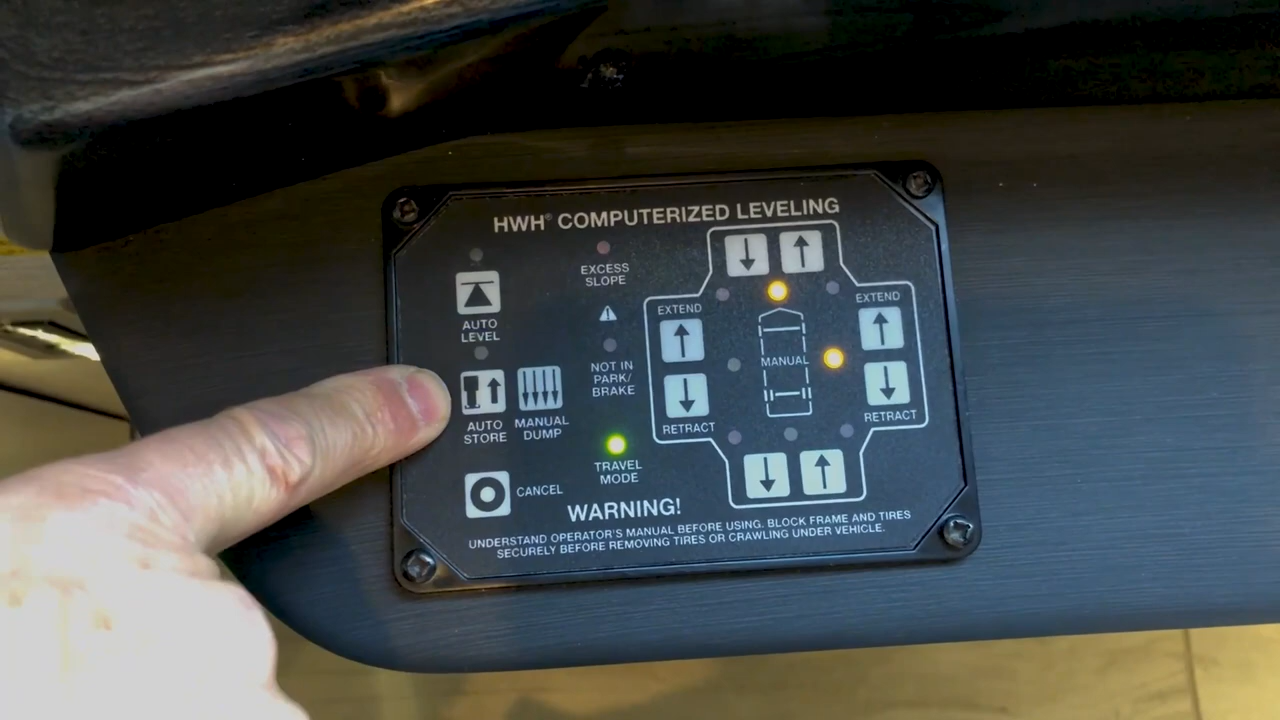 HWH® COMPUTERIZED LEVELING
AUTO
LEVEL
EXCESS
SLOPE
AUTO
STORE
MANUAL
DUMP
NOT IN
PARK/
BRAKE
CANCEL
TRAVEL
MODE
EXTEND
RETRACT
MANUAL
EXTEND
RETRACT
WARNING!
UNDERSTAND OPERATOR'S MANUAL BEFORE USING. BLOCK FRAME AND TIRES
SECURELY BEFORE REMOVING TIRES OR CRAWLING UNDER VEHICLE.